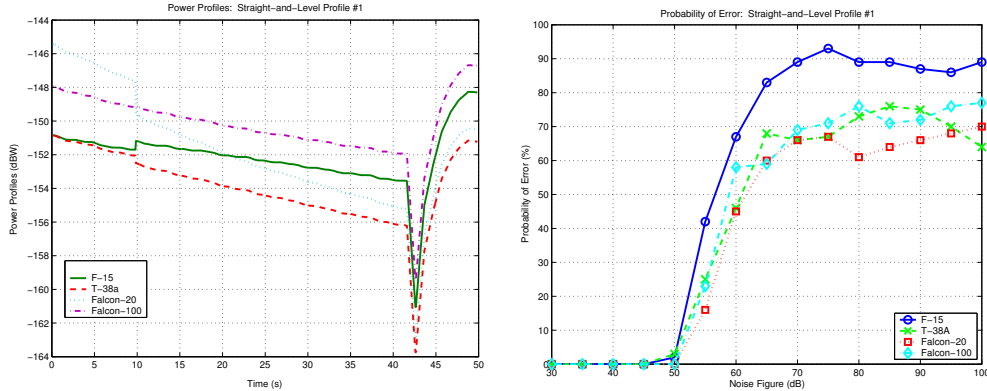 Power Profiles: Straight-and-Level Profile #1
Power Profiles (dBW)
-144
-146
-148
-150
-152
-154
-156
-158
-160
-162
-164
0
5
10
15
20
25
30
35
40
45
50
Time (s)
F-15
T-38a
Falcon-20
Falcon-100
Probability of Error: Straight-and-Level Profile #1
Probability of Error (%)
100
90
80
70
60
50
40
30
20
10
0
30
40
50
60
70
80
90
100
Noise Figure (dB)
F-15
T-38A
Falcon-20
Falcon-100